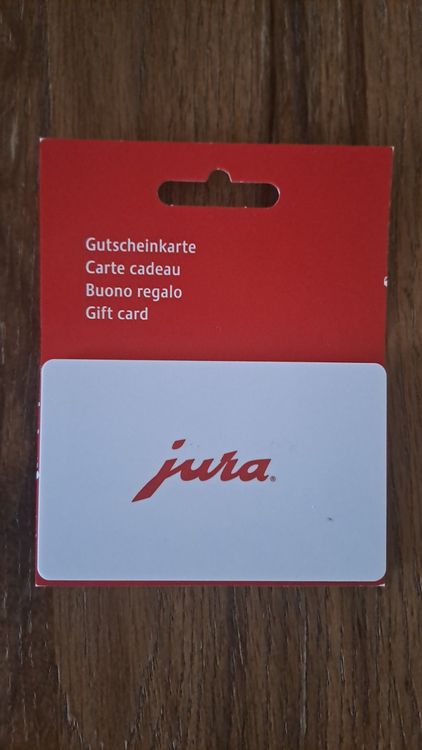 Gutscheinkarte
Carte cadeau
Buono regalo
Gift card
jura®